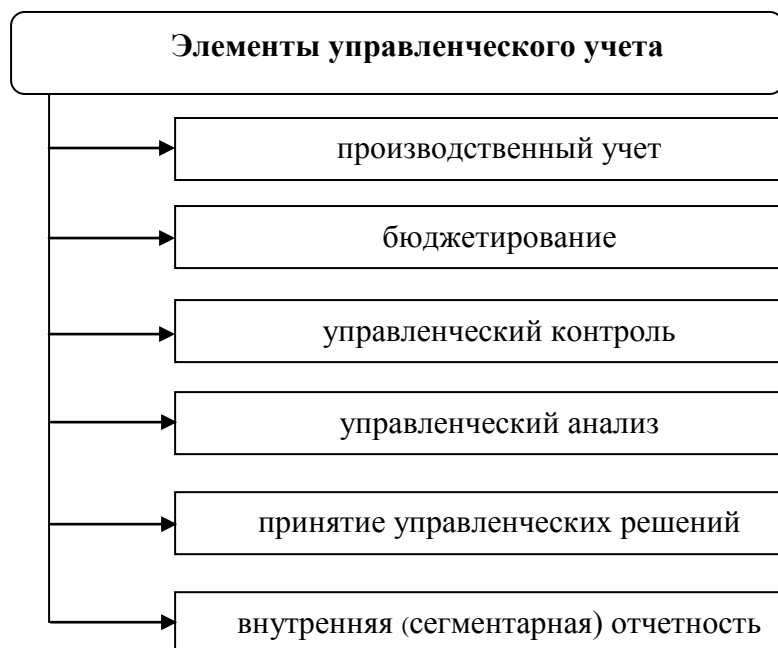 Элементы управленческого учета
производственный учет
бюджетирование
управленческий контроль
управленческий анализ
принятие управленческих решений
внутренняя (сегментарная) отчетность